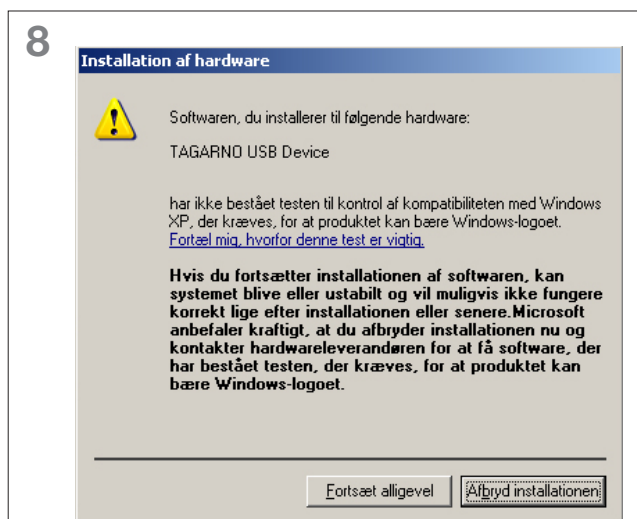 8
Installation af hardware
Softwaren, du installerer til følgende hardware:
TAGARNO USB Device
har ikke bestået testen til kontrol af kompatibiliteten med Windows
XP, der kræves, for at produktet kan bære Windows-logoet.
Fortæl mig, hvorfor denne test er vigtig.
Hvis du fortsætter installationen af softwaren, kan
systemet blive eller ustabilt og vil muligvis ikke fungere
korrekt lige efter installationen eller senere.Microsoft
anbefaler kraftigt, at du afbryder installationen nu og
kontakter hardwareleverandøren for at få software, der
har bestået testen, der kræves, for at produktet kan
bære Windows-logoet.
Fortsæt alligevel
Afbryd installationen